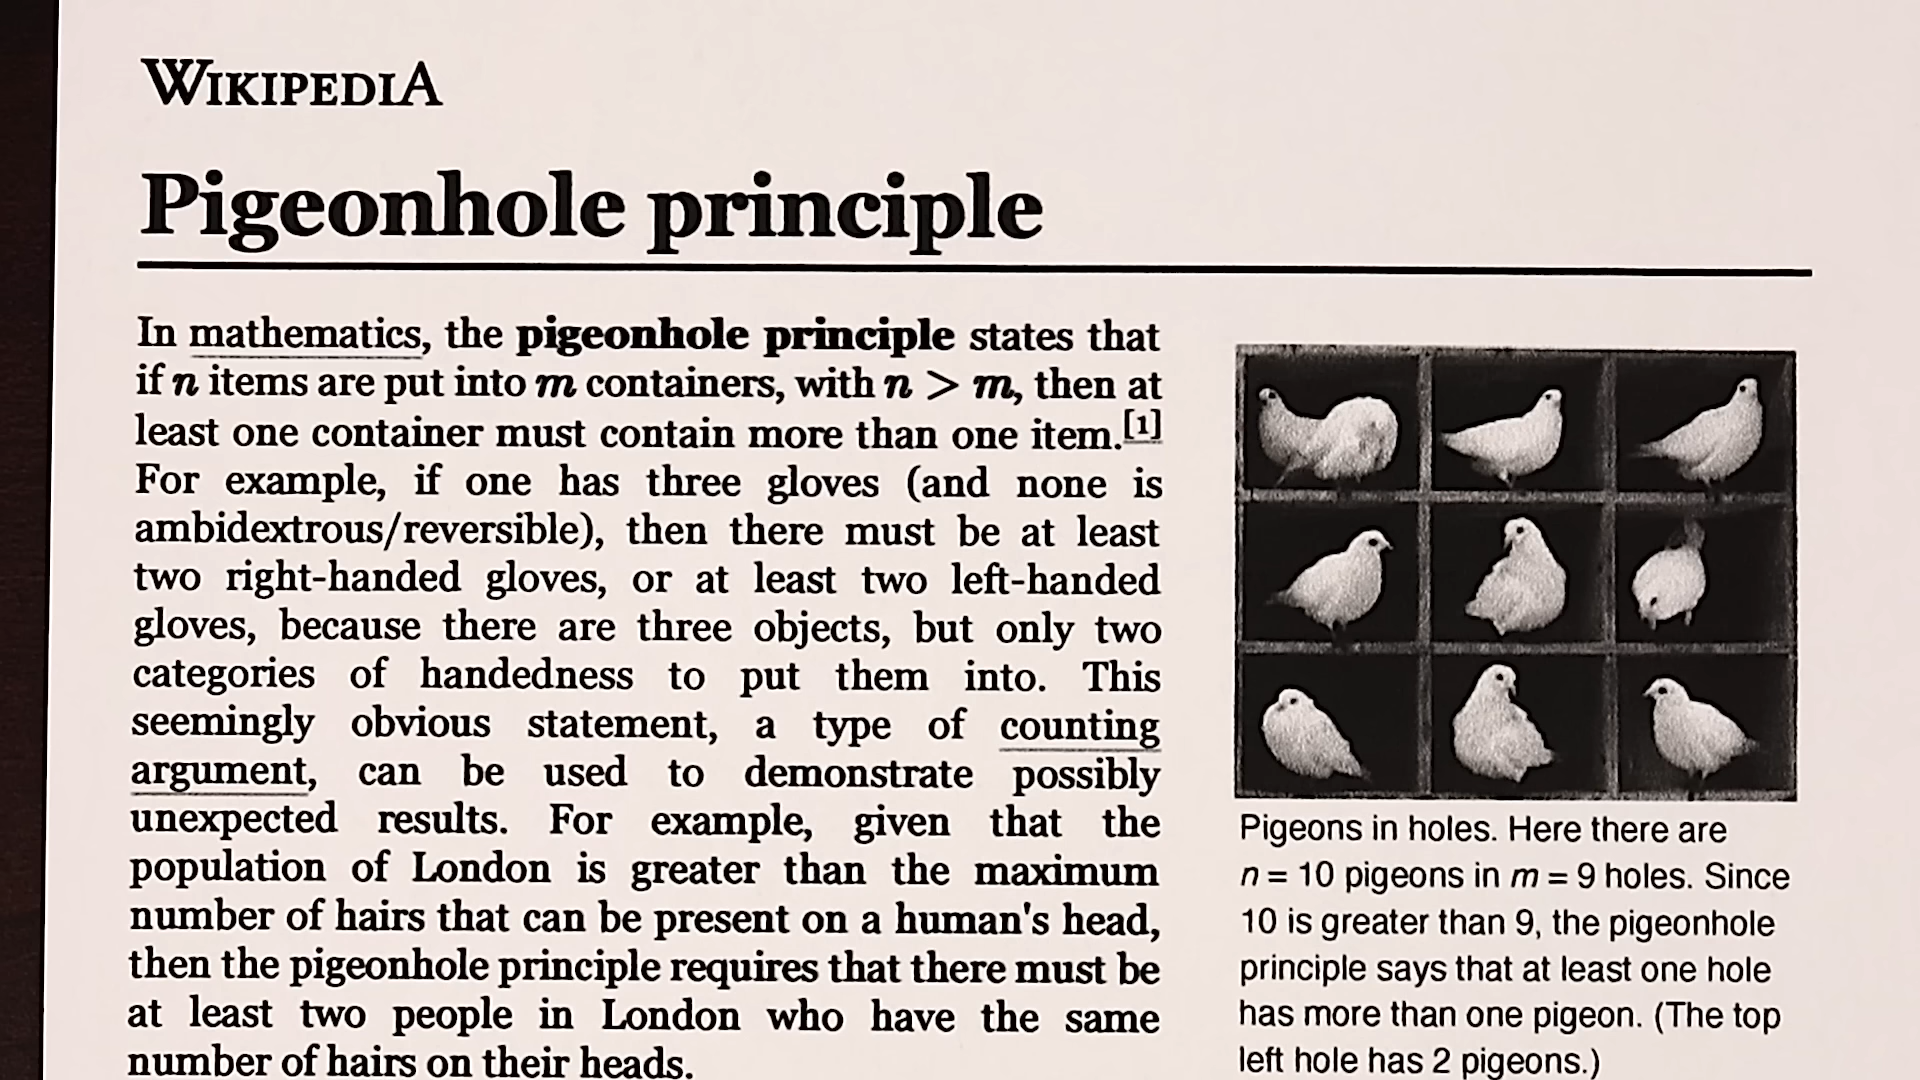 WIKIPEDIA
Pigeonhole principle
In mathematics, the pigeonhole principle states that
if n items are put into m containers, with n > m, then at
least one container must contain more than one item.[1]
For example, if one has three gloves (and none is
ambidextrous/reversible), then there must be at least
two right-handed gloves, or at least two left-handed
gloves, because there are three objects, but only two
categories of handedness to put them into. This
seemingly obvious statement, a type of counting
argument, can be used to demonstrate possibly
unexpected results. For example, given that the
population of London is greater than the maximum
number of hairs that can be present on a human's head,
then the pigeonhole principle requires that there must be
at least two people in London who have the same
number of hairs on their heads.
Pigeons in holes. Here there are
n = 10 pigeons in m = 9 holes. Since
10 is greater than 9, the pigeonhole
principle says that at least one hole
has more than one pigeon. (The top
left hole has 2 pigeons.)